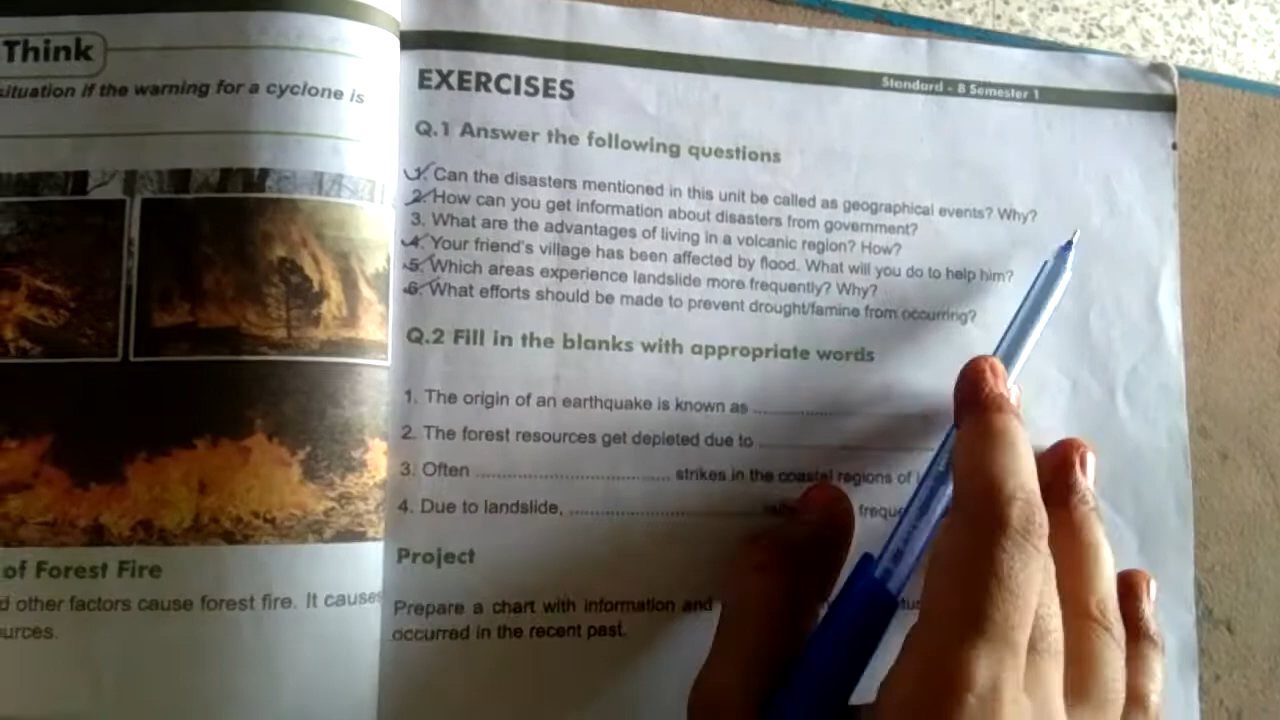 Think
situation if the warning for a cyclone is
of Forest Fire
other factors cause forest fire. It causes
Standard - 8 Semester 1
EXERCISES
Q.1 Answer the following questions
1. Can the disasters mentioned in this unit be called as geographical events? Why?
2. How can you get information about disasters from government?
3. What are the advantages of living in a volcanic region? How?
4. Your friend's village has been affected by flood. What will you do to help him?
5. Which areas experience landslide more frequently? Why?
6. What efforts should be made to prevent drought/famine from occurring?
Q.2 Fill in the blanks with appropriate words
1. The origin of an earthquake is known as ....................
2. The forest resources get depleted due to ....................
3. Often .................... strikes in the coastal regions of
4. Due to landslide, ....................
Project
Prepare a chart with information and
occurred in the recent past.